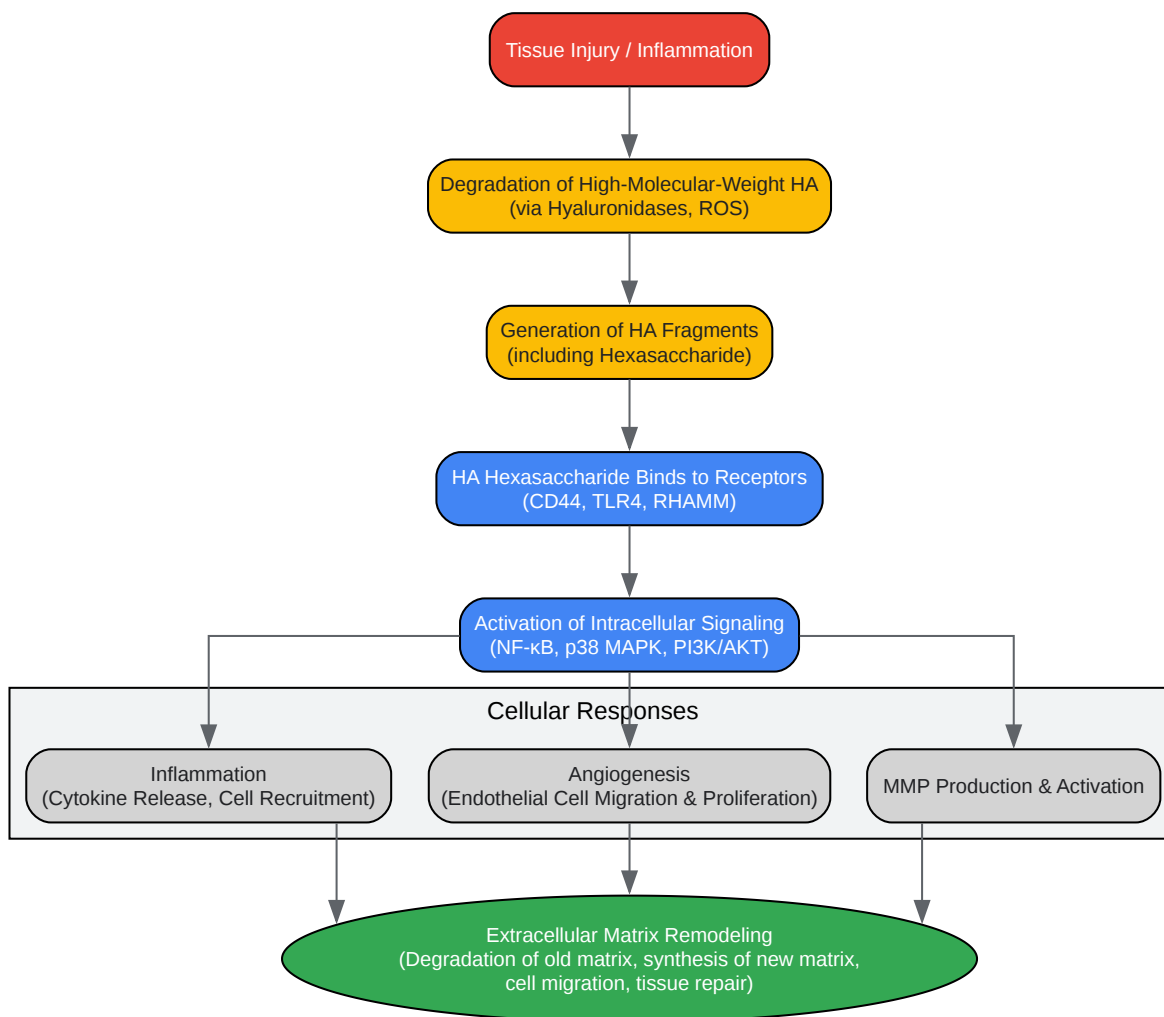 Tissue Injury / Inflammation
Degradation of High-Molecular-Weight HA
(via Hyaluronidases, ROS)
Generation of HA Fragments
(including Hexasaccharide)
HA Hexasaccharide Binds to Receptors
(CD44, TLR4, RHAMM)
Activation of Intracellular Signaling
(NF-κB, p38 MAPK, PI3K/AKT)
Cellular Responses
Inflammation
(Cytokine Release, Cell Recruitment)
Angiogenesis
(Endothelial Cell Migration & Proliferation)
MMP Production & Activation
Extracellular Matrix Remodeling
(Degradation of old matrix, synthesis of new matrix,
cell migration, tissue repair)